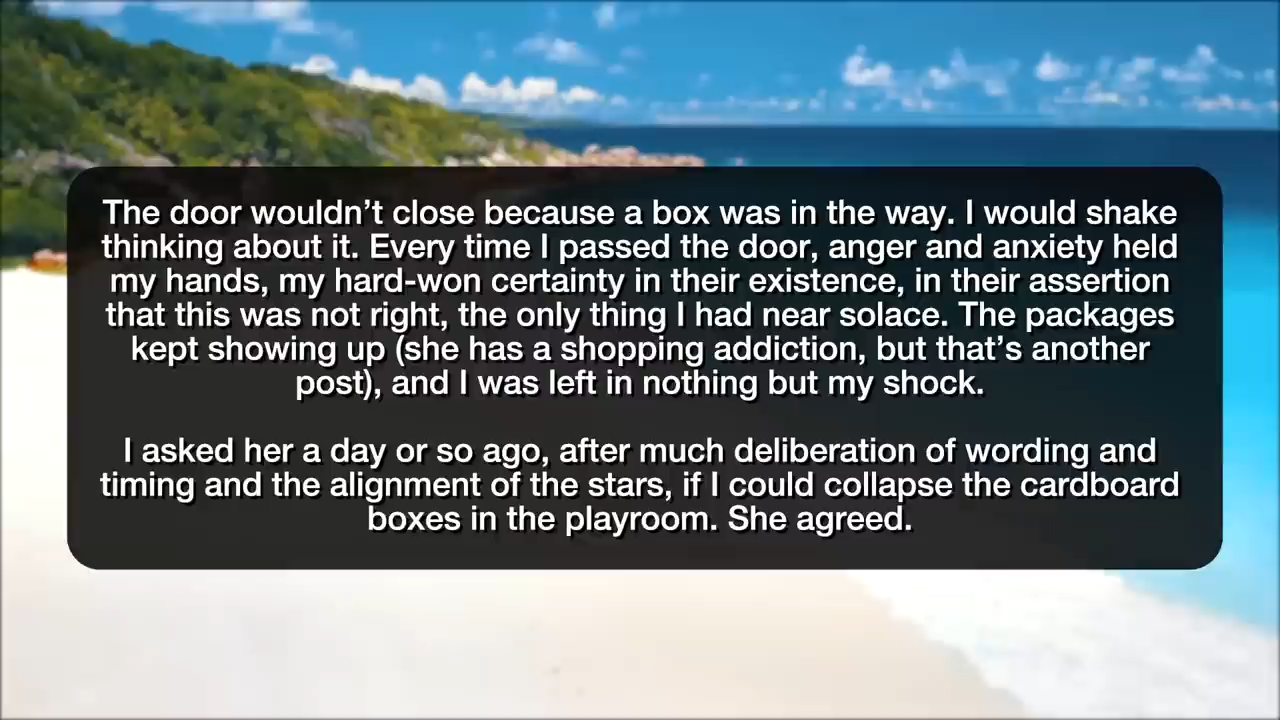 The door wouldn’t close because a box was in the way. I would shake
thinking about it. Every time I passed the door, anger and anxiety held
my hands, my hard-won certainty in their existence, in their assertion
that this was not right, the only thing I had near solace. The packages
kept showing up (she has a shopping addiction, but that’s another
post), and I was left in nothing but my shock.
I asked her a day or so ago, after much deliberation of wording and
timing and the alignment of the stars, if I could collapse the cardboard
boxes in the playroom. She agreed.